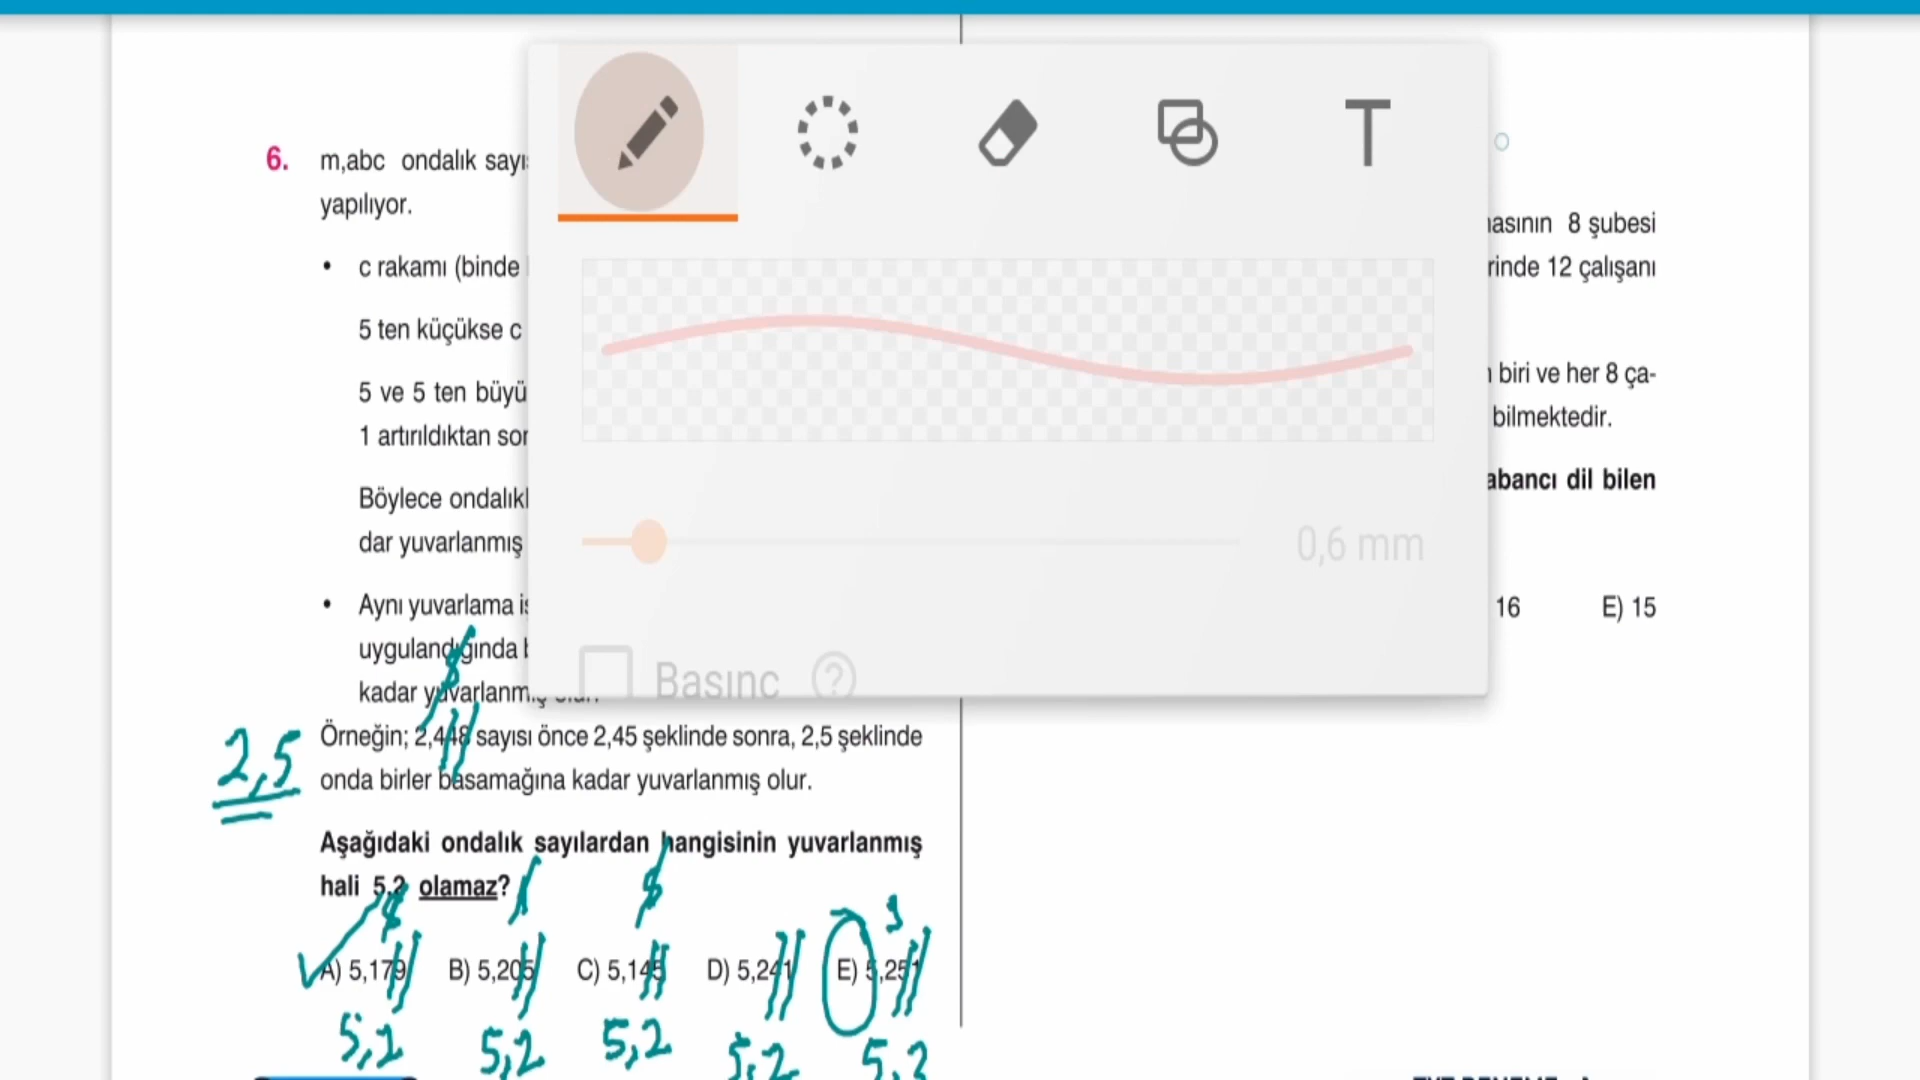 6. m,abc ondalık sayı
yapılıyor.
• c rakamı (binde
5 ten küçükse c
5 ve 5 ten büyü
1 artırıldıktan sor
Böylece ondalıkl
dar yuvarlanmış
• Aynı yuvarlama
uygulandığında
kadar yuvarlanmış olur.
Örneğin; 2,448 sayısı önce 2,45 şeklinde sonra, 2,5 şeklinde
onda birler basamağına kadar yuvarlanmış olur.
2,5
Aşağıdaki ondalık sayılardan hangisinin yuvarlanmış
hali 5,2 olamaz?
A) 5,179 B) 5,205 C) 5,145 D) 5,241 E) 5,251
5,2 5,2 5,2 5,2 5,3
T
0,6 mm
Basınç ?
masının 8 şubesi
rinde 12 çalışanı
biri ve her 8 ça-
bilmektedir.
abancı dil bilen
16 E) 15